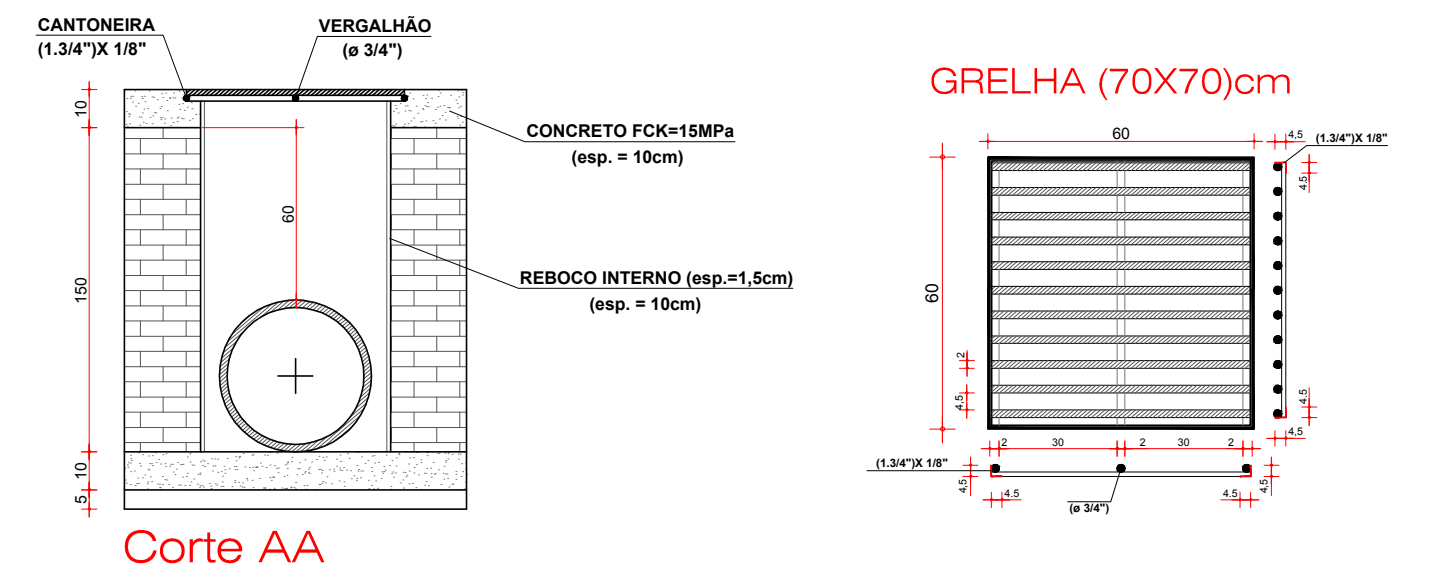 CANTONEIRA
(1.3/4")X 1/8"
VERGALHÃO
(ø 3/4")
10
CONCRETO FCK=15MPa
(esp. = 10cm)
60
REBOCO INTERNO (esp.=1,5cm)
(esp. = 10cm)
150
10
5
Corte AA
GRELHA (70X70)cm
60
4,5
(1.3/4")X 1/8"
4.5
60
2
4,5
4.5
4,5
2
30
2
30
2
(1.3/4")X 1/8"
4,5
4,5
4.5
4.5
(ø 3/4")